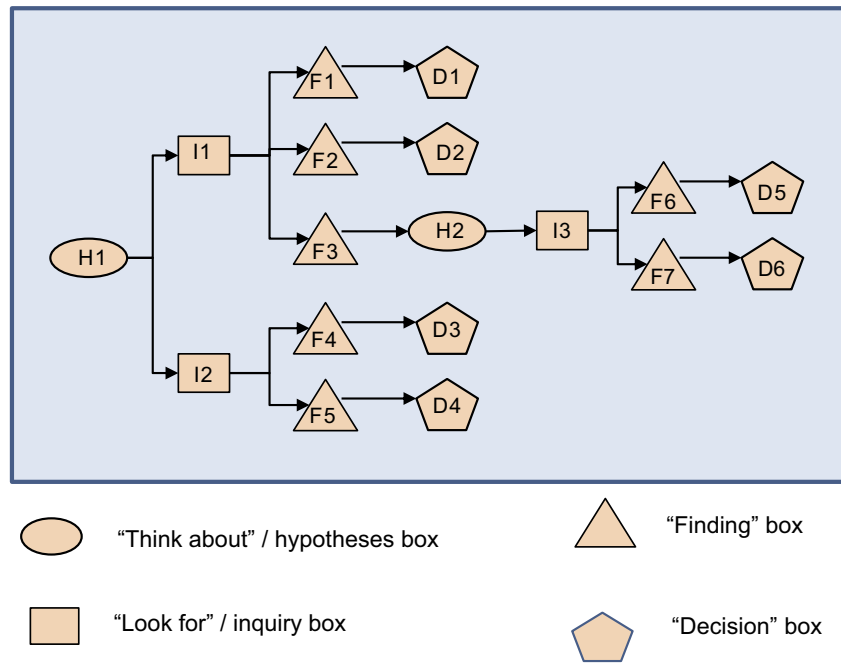 F1
D1
I1
F2
D2
F6
D5
H1
F3
H2
I3
F7
D6
F4
D3
I2
F5
D4
“Think about” / hypotheses box
“Finding” box
“Look for” / inquiry box
“Decision” box